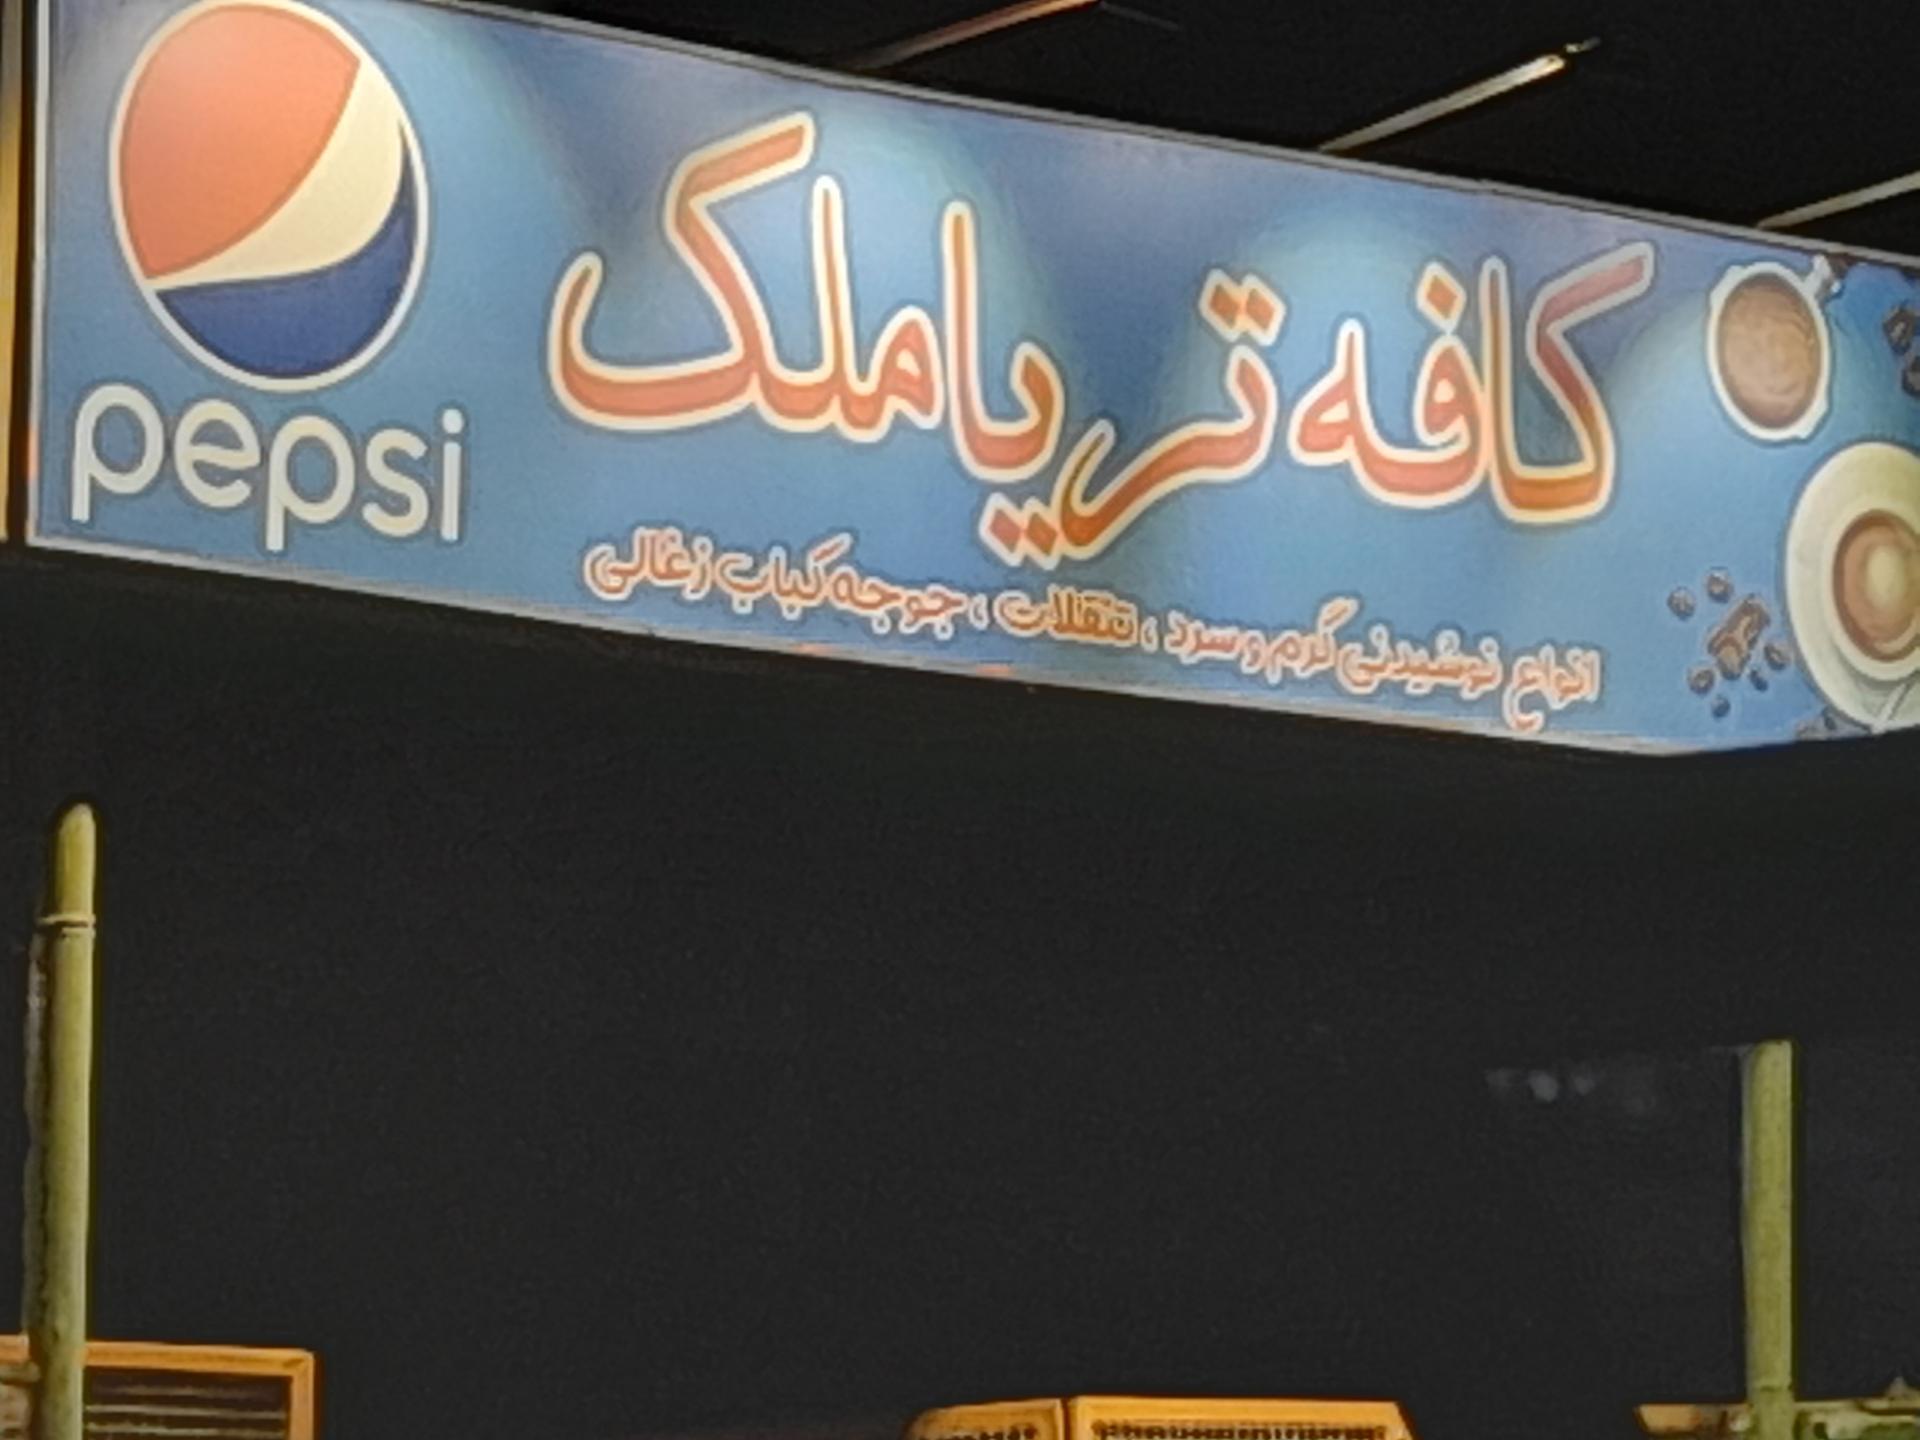 pepsi
کافه تریا ملک
انواع نوشیدنی گرم و سرد ، تنقلات ، جوجه کباب زغالی